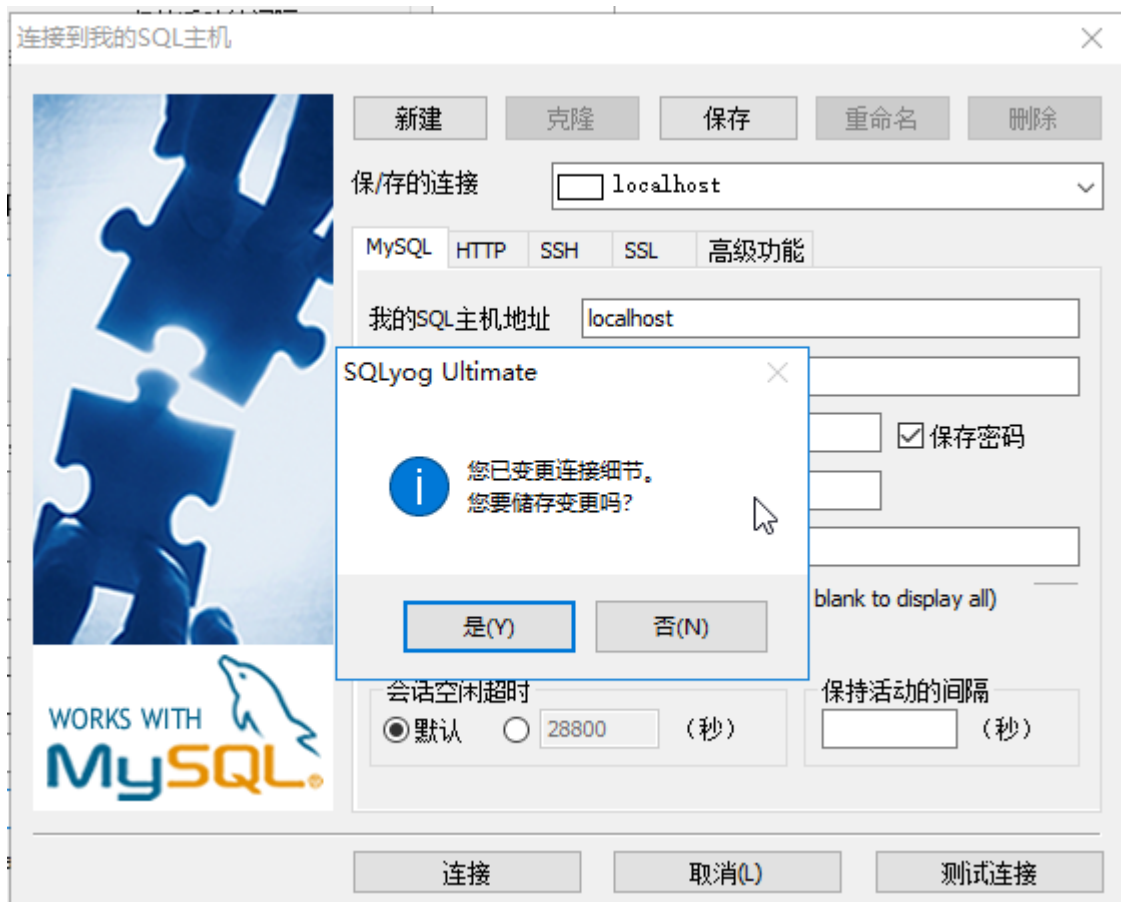 连接到我的SQL主机
新建
克隆
保存
重命名
删除
保/存的连接
localhost
MySQL
HTTP
SSH
SSL
高级功能
我的SQL主机地址
localhost
SQLyog Ultimate
保存密码
您已变更连接细节。
您要储存变更吗?
blank to display all)
是(Y)
否(N)
会话空闲超时
默认
28800
(秒)
保持活动的间隔
(秒)
WORKS WITH
MySQL
连接
取消(L)
测试连接